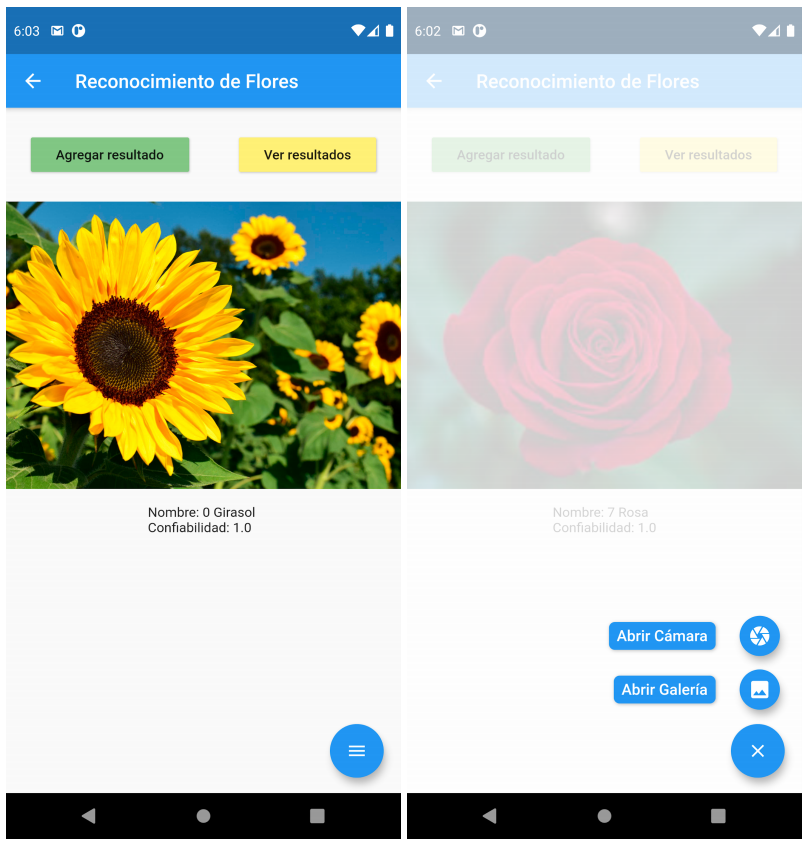 6:03
Reconocimiento de Flores
Agregar resultado
Ver resultados
Nombre: 0 Girasol
Confiabilidad: 1.0
6:02
Reconocimiento de Flores
Agregar resultado
Ver resultados
Nombre: 7 Rosa
Confiabilidad: 1.0
Abrir Cámara
Abrir Galería